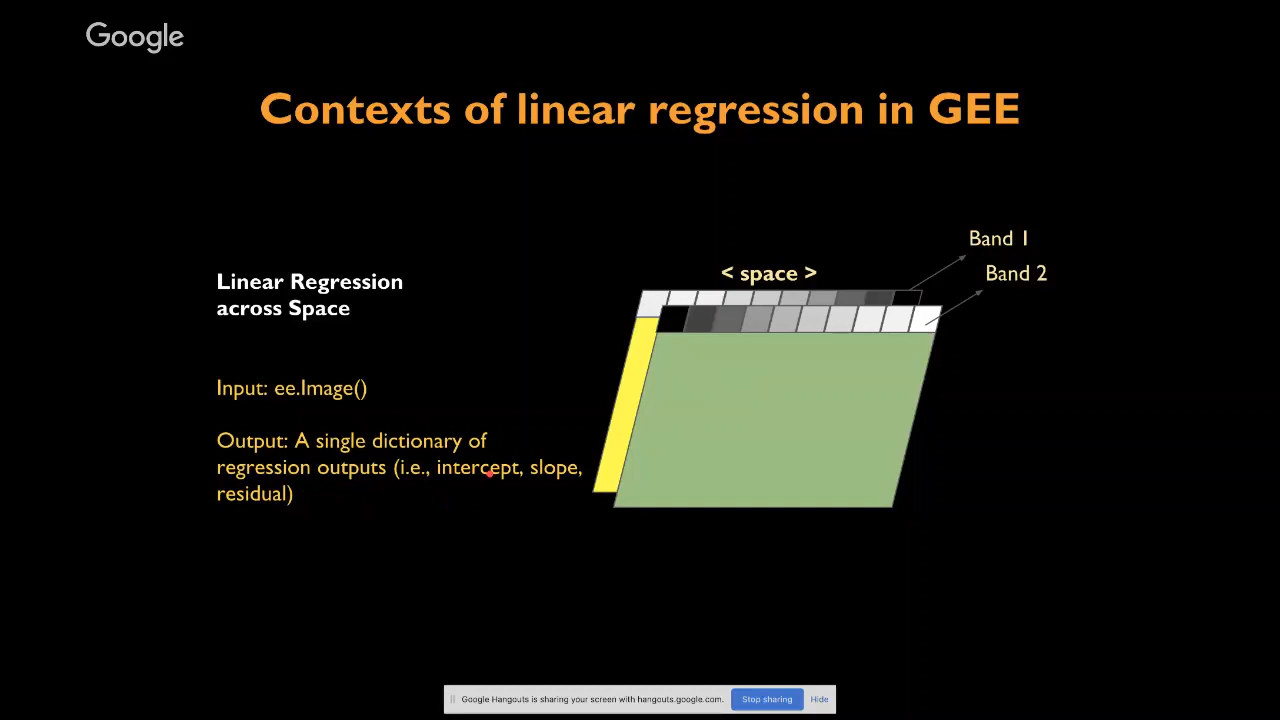 Google
Contexts of linear regression in GEE
Band 1
Linear Regression
across Space
< space >
Band 2
Input: ee.Image()
Output: A single dictionary of
regression outputs (i.e., intercept, slope,
residual)
Google Hangouts is sharing your screen with hangouts.google.com.
Stop sharing
Hide